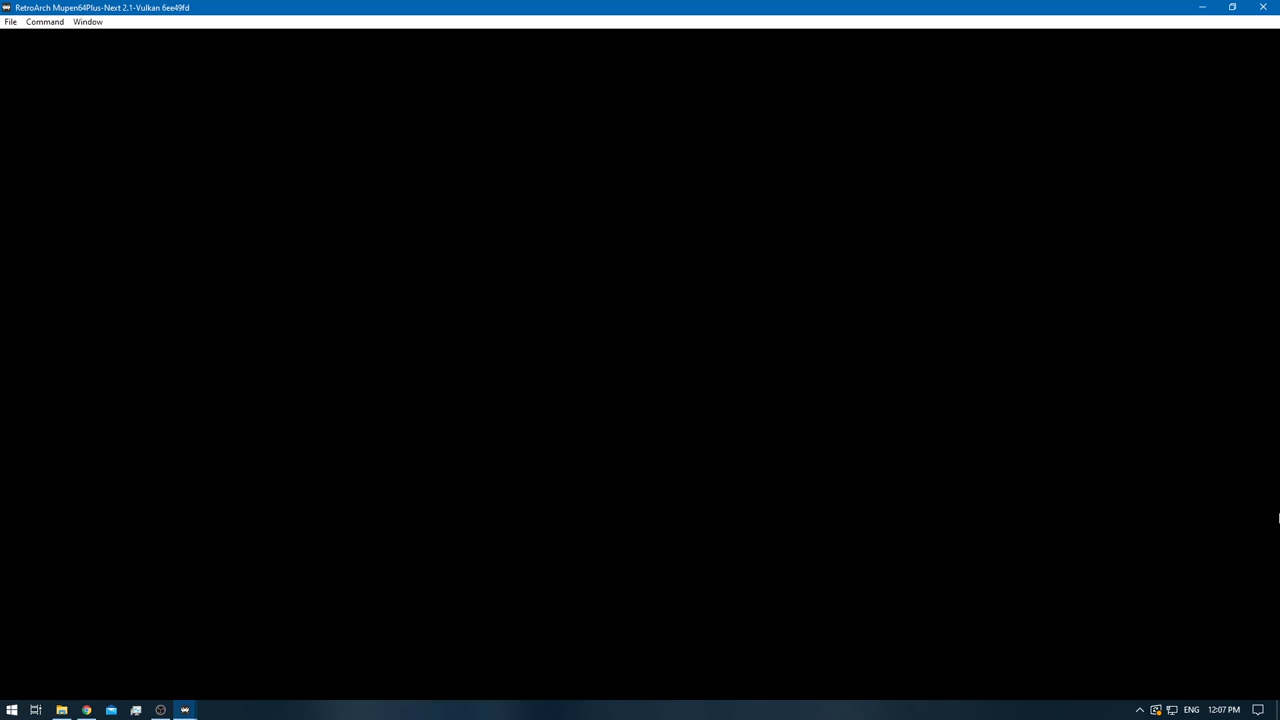 RetroArch Mupen64Plus-Next 2.1-Vulkan 6ee49fd
File Command Window
ENG 12:07 PM